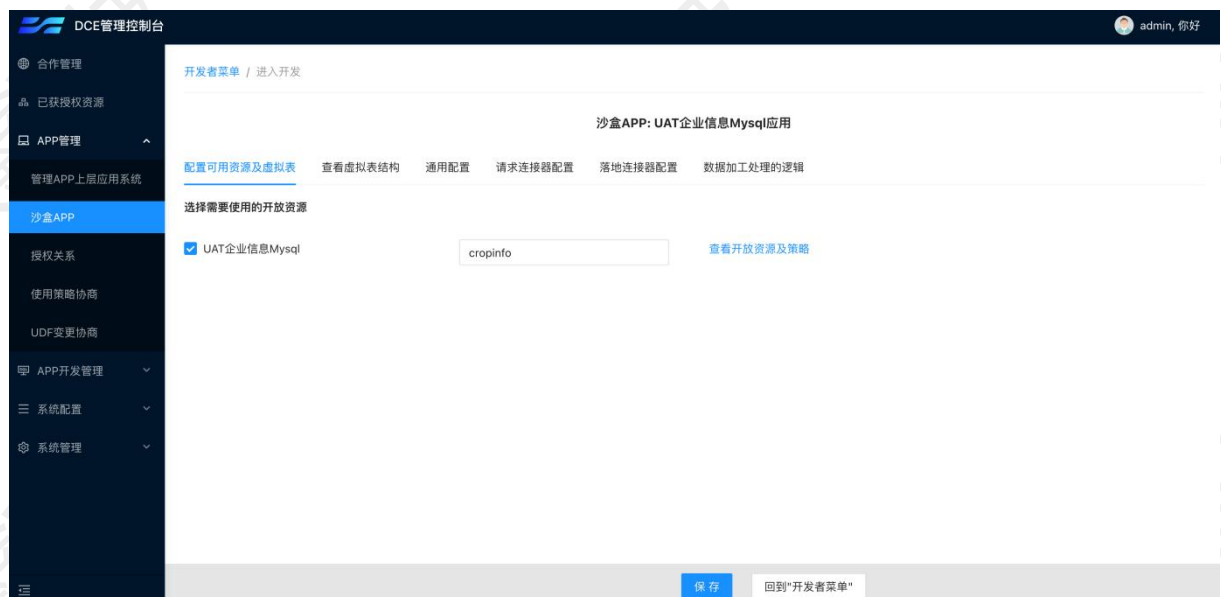 DCE管理控制台
admin, 你好
合作管理
已获授权资源
APP管理
管理APP上层应用系统
沙盒APP
授权关系
使用策略协商
UDF变更协商
APP开发管理
系统配置
系统管理
开发者菜单 / 进入开发
沙盒APP: UAT企业信息Mysql应用
配置可用资源及虚拟表 查看虚拟表结构 通用配置 请求连接器配置 落地连接器配置 数据加工处理的逻辑
选择需要使用的开放资源
UAT企业信息Mysql cropinfo 查看开放资源及策略
保存 回到"开发者菜单"